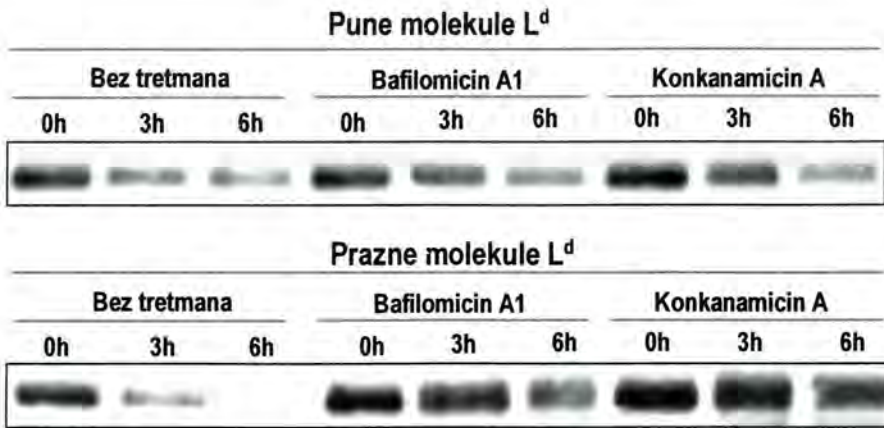 Pune molekule Lᵈ
Bez tretmana Bafilomicin A1 Konkanamicin A
0h 3h 6h 0h 3h 6h 0h 3h 6h
Prazne molekule Lᵈ
Bez tretmana Bafilomicin A1 Konkanamicin A
0h 3h 6h 0h 3h 6h 0h 3h 6h